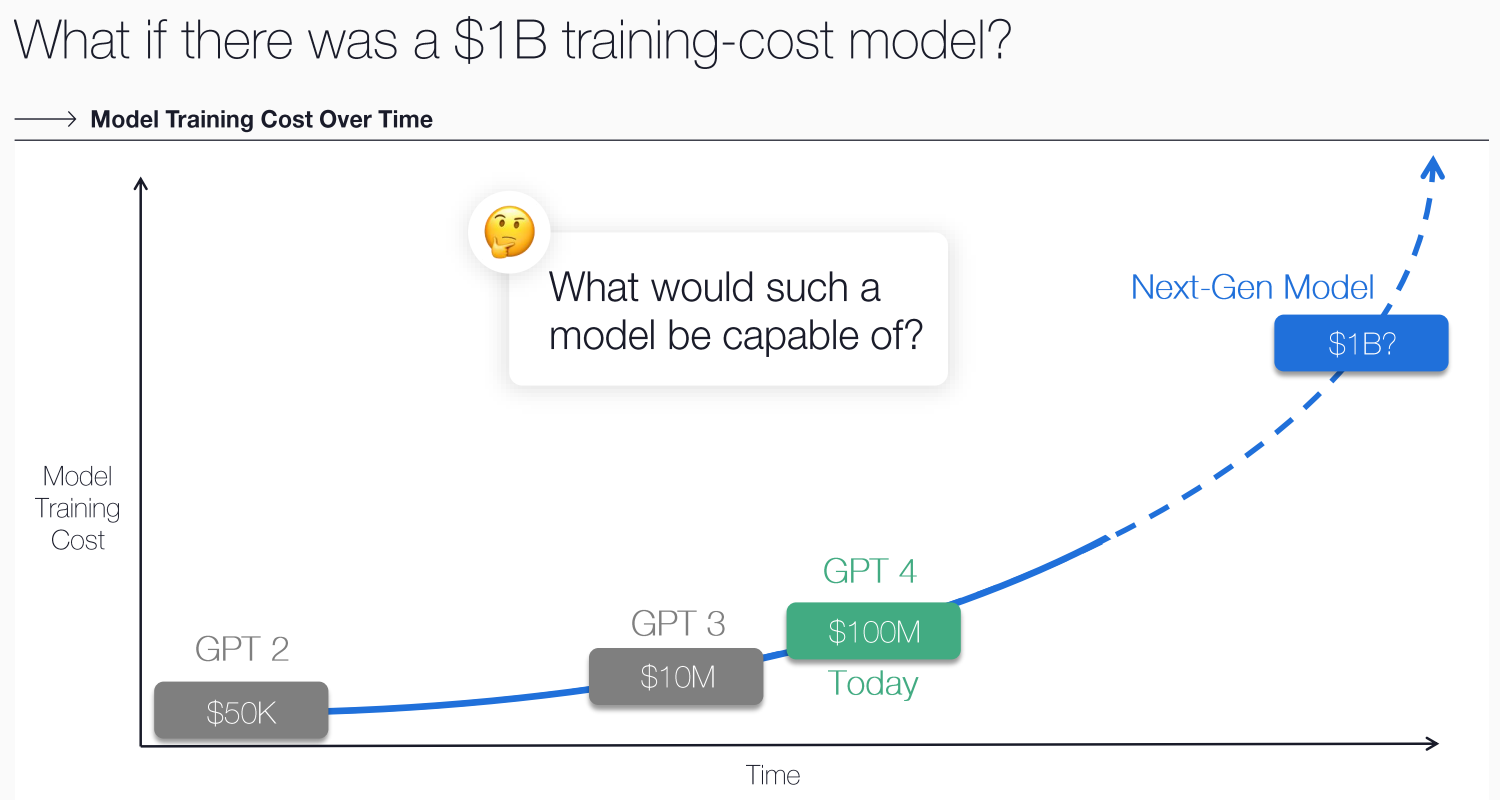 What if there was a $1B training-cost model?
Model Training Cost Over Time
What would such a
model be capable of?
Next-Gen Model
$1B?
Model
Training
Cost
GPT 4
$100M
Today
GPT 3
$10M
GPT 2
$50K
Time